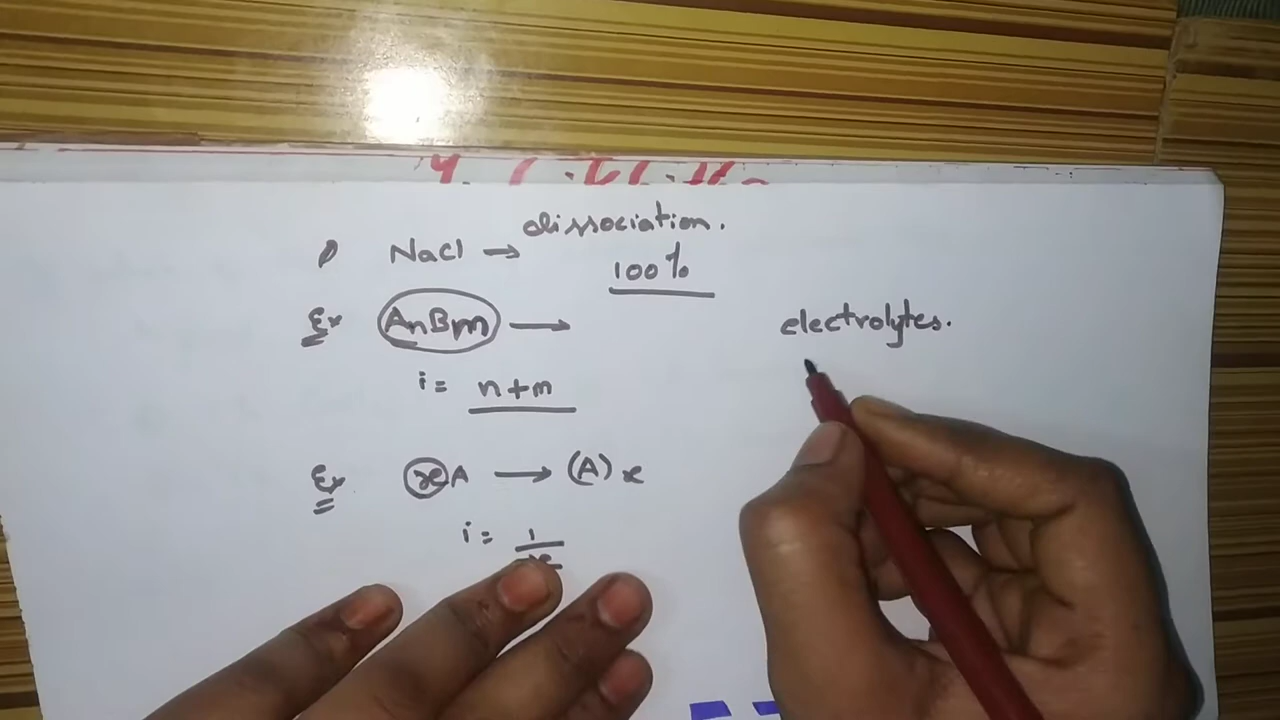 dissociation.
NaCl →
100%
Ex AnBm →
electrolytes.
i = n+m
Ex xA → (A)x
i = 1/x